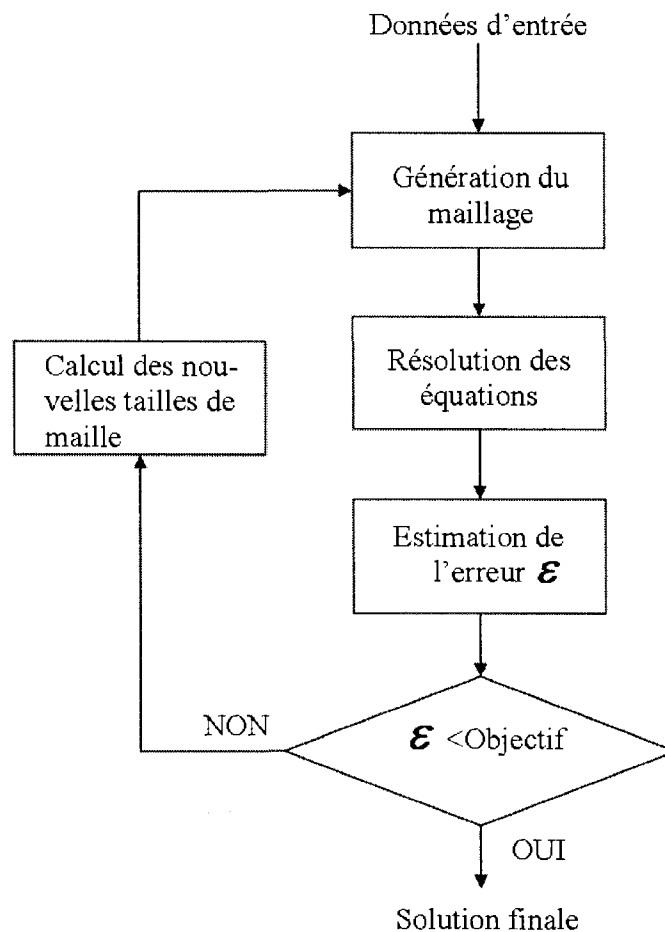 Données d'entrée
Génération du
maillage
Résolution des
équations
Calcul des nou-
velles tailles de
maille
Estimation de
l'erreur ε
ε <Objectif
NON
OUI
Solution finale